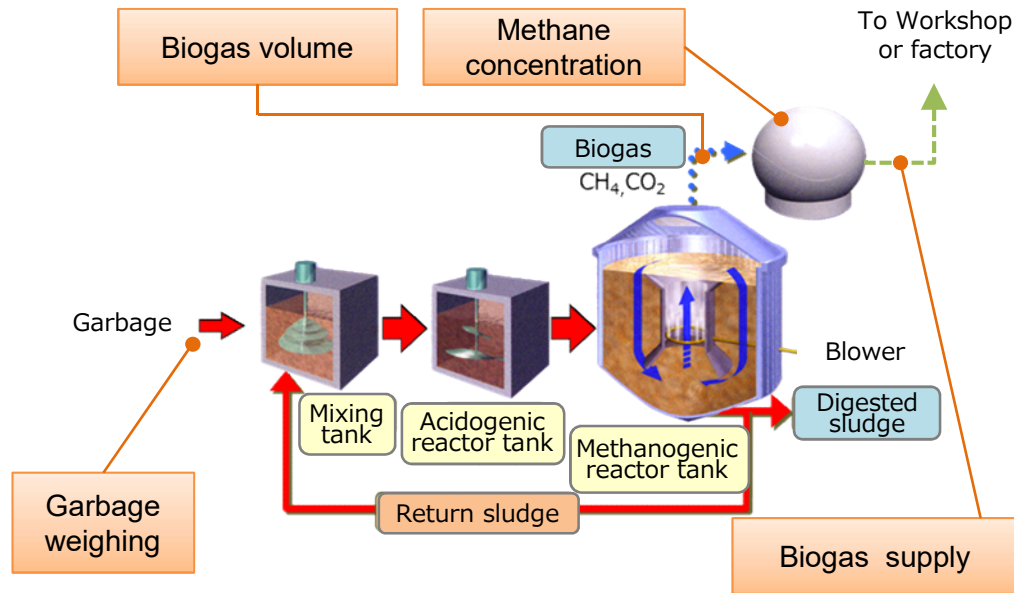 Biogas volume
Methane
concentration
To Workshop
or factory
Biogas
CH₄,CO₂
Garbage
Blower
Mixing
tank
Acidogenic
reactor tank
Methanogenic
reactor tank
Digested
sludge
Return sludge
Garbage
weighing
Biogas supply